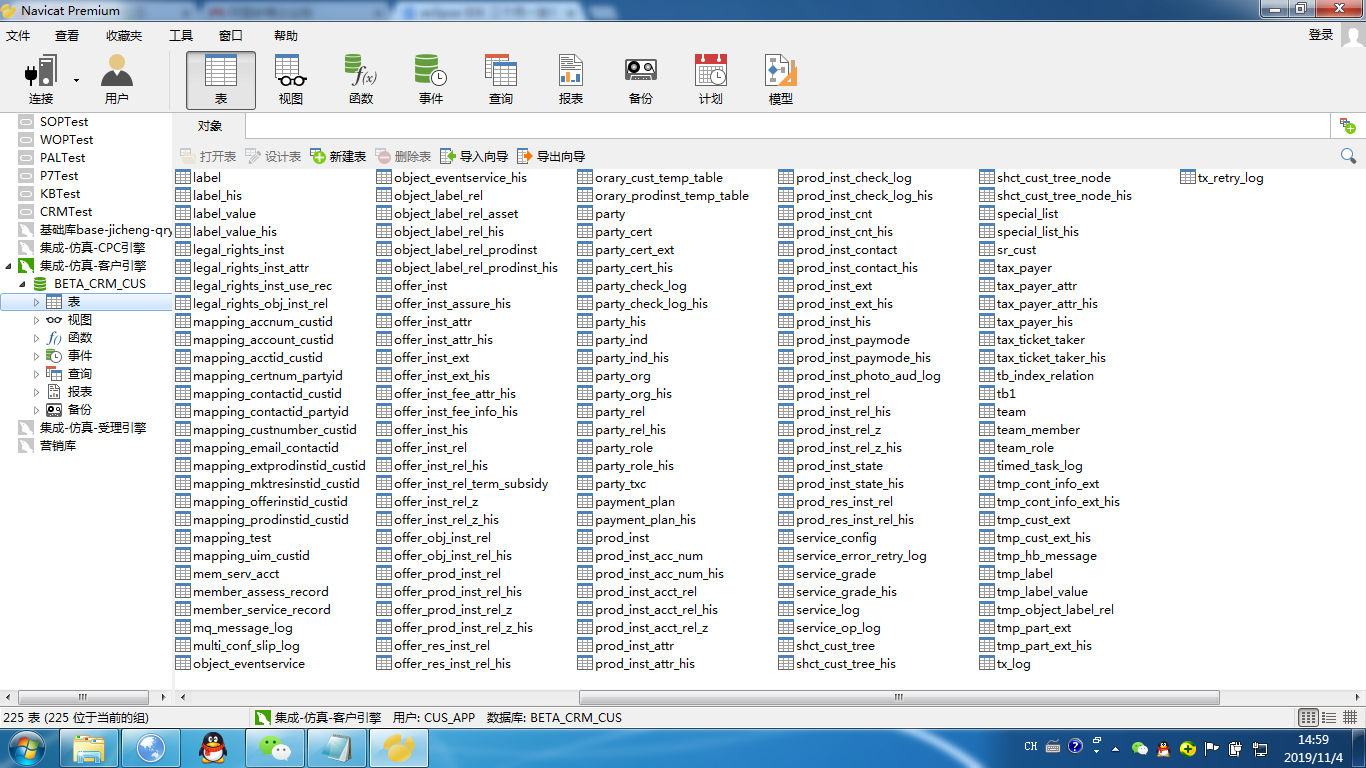 Navicat Premium
文件 查看 收藏夹 工具 窗口 帮助 登录
连接 用户 表 视图 函数 事件 查询 报表 备份 计划 模型
对象
打开表 设计表 新建表 删除表 导入向导 导出向导
SOPTest
WOPTest
PALTest
P7Test
KBTest
CRMTest
基础库base-jicheng-qry
集成-仿真-CPC引擎
集成-仿真-客户引擎
BETA_CRM_CUS
表
视图
函数
事件
查询
报表
备份
集成-仿真-受理引擎
营销库
label
label_his
label_value
label_value_his
legal_rights_inst
legal_rights_inst_attr
legal_rights_inst_use_rec
legal_rights_obj_inst_rel
mapping_accnum_custid
mapping_account_custid
mapping_acctid_custid
mapping_certnum_partyid
mapping_contactid_custid
mapping_contactid_partyid
mapping_custnumber_custid
mapping_email_contactid
mapping_extprodinstid_custid
mapping_mktresinstid_custid
mapping_offerinstid_custid
mapping_prodinstid_custid
mapping_test
mapping_uim_custid
mem_serv_acct
member_assess_record
member_service_record
mq_message_log
multi_conf_slip_log
object_eventservice
object_eventservice_his
object_label_rel
object_label_rel_asset
object_label_rel_his
object_label_rel_prodinst
object_label_rel_prodinst_his
offer_inst
offer_inst_assure_his
offer_inst_attr
offer_inst_attr_his
offer_inst_ext
offer_inst_ext_his
offer_inst_fee_attr_his
offer_inst_fee_info_his
offer_inst_his
offer_inst_rel
offer_inst_rel_his
offer_inst_rel_term_subsidy
offer_inst_rel_z
offer_inst_rel_z_his
offer_obj_inst_rel
offer_obj_inst_rel_his
offer_prod_inst_rel
offer_prod_inst_rel_his
offer_prod_inst_rel_z
offer_prod_inst_rel_z_his
offer_res_inst_rel
offer_res_inst_rel_his
orary_cust_temp_table
orary_prodinst_temp_table
party
party_cert
party_cert_ext
party_cert_his
party_check_log
party_check_log_his
party_his
party_ind
party_ind_his
party_org
party_org_his
party_rel
party_rel_his
party_role
party_role_his
party_txc
payment_plan
payment_plan_his
prod_inst
prod_inst_acc_num
prod_inst_acc_num_his
prod_inst_acct_rel
prod_inst_acct_rel_his
prod_inst_acct_rel_z
prod_inst_attr
prod_inst_attr_his
prod_inst_check_log
prod_inst_check_log_his
prod_inst_cnt
prod_inst_cnt_his
prod_inst_contact
prod_inst_contact_his
prod_inst_ext
prod_inst_ext_his
prod_inst_his
prod_inst_paymode
prod_inst_paymode_his
prod_inst_photo_aud_log
prod_inst_rel
prod_inst_rel_his
prod_inst_rel_z
prod_inst_rel_z_his
prod_inst_state
prod_inst_state_his
prod_res_inst_rel
prod_res_inst_rel_his
service_config
service_error_retry_log
service_grade
service_grade_his
service_log
service_op_log
shct_cust_tree
shct_cust_tree_his
shct_cust_tree_node
shct_cust_tree_node_his
special_list
special_list_his
sr_cust
tax_payer
tax_payer_attr
tax_payer_attr_his
tax_payer_his
tax_ticket_taker
tax_ticket_taker_his
tb_index_relation
tb1
team
team_member
team_role
timed_task_log
tmp_cont_info_ext
tmp_cont_info_ext_his
tmp_cust_ext
tmp_cust_ext_his
tmp_hb_message
tmp_label
tmp_label_value
tmp_object_label_rel
tmp_part_ext
tmp_part_ext_his
tx_log
tx_retry_log
225 表 (225 位于当前的组) 集成-仿真-客户引擎 用户: CUS_APP 数据库: BETA_CRM_CUS
CH
14:59
2019/11/4